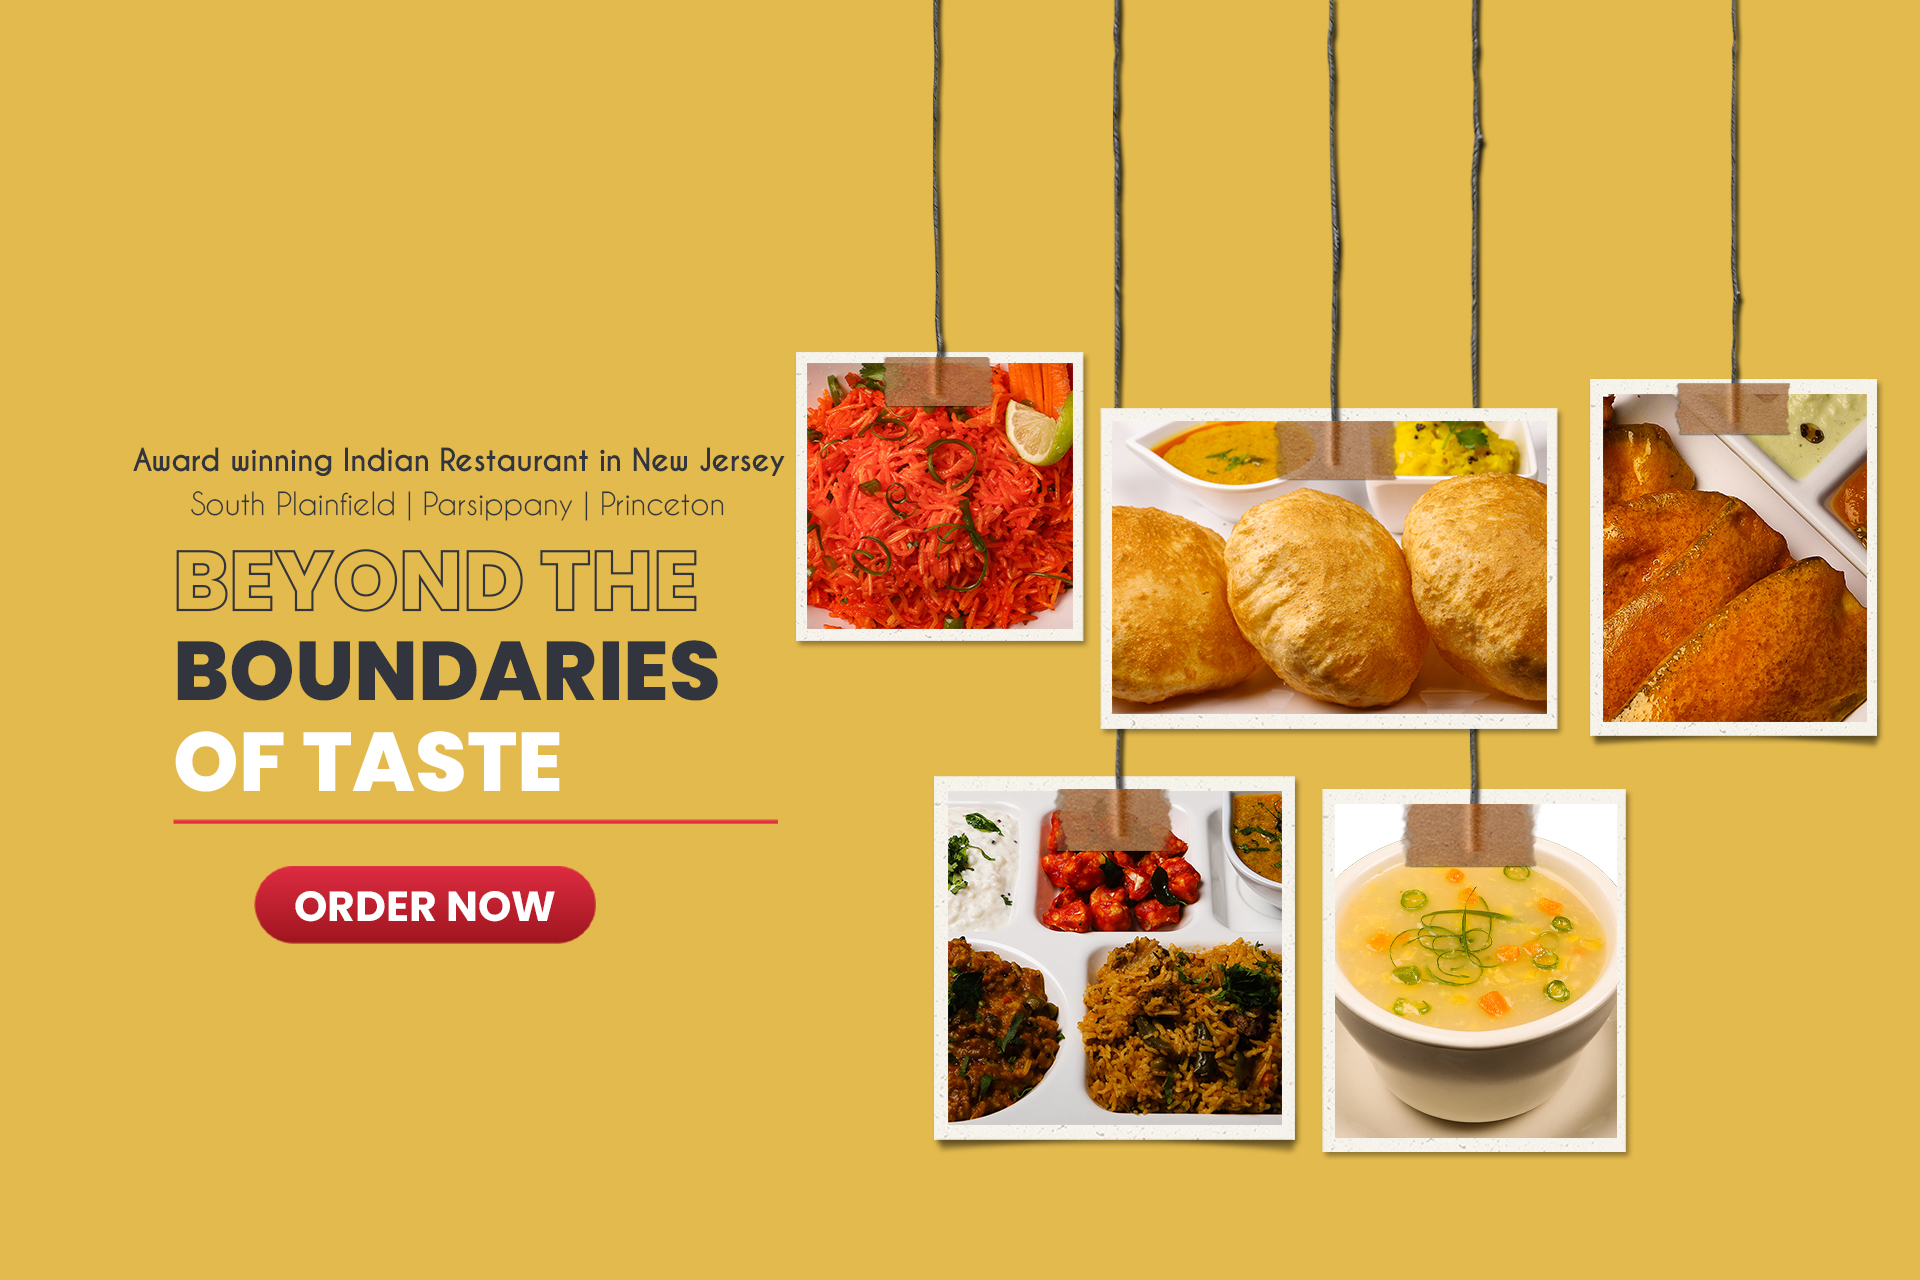 Award winning Indian Restaurant in New Jersey
South Plainfield | Parsippany | Princeton
BEYOND THE
BOUNDARIES
OF TASTE
ORDER NOW